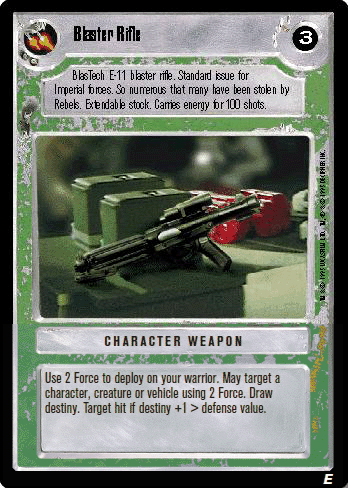 Blaster Rifle
3
BlasTech E-11 blaster rifle. Standard issue for
Imperial forces. So numerous that many have been stolen by
Rebels. Extendable stock. Carries energy for 100 shots.
CHARACTER WEAPON
Use 2 Force to deploy on your warrior. May target a
character, creature or vehicle using 2 Force. Draw
destiny. Target hit if destiny +1 > defense value.
E